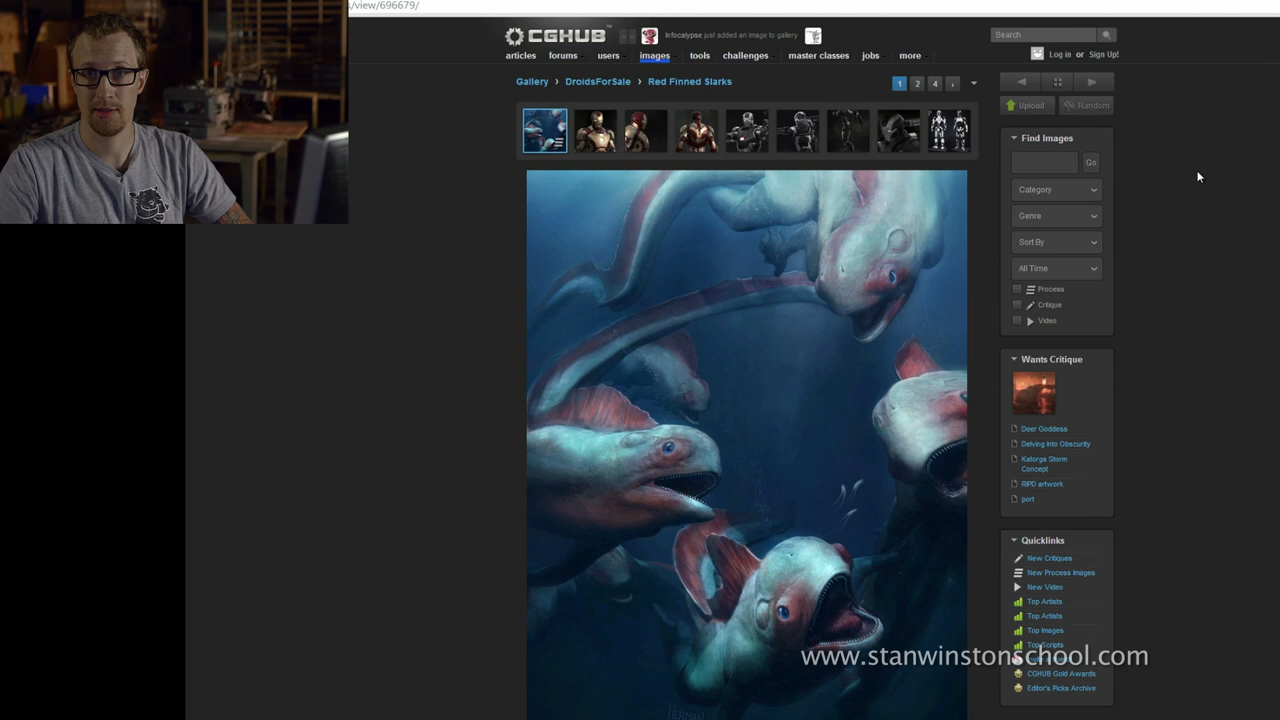 s/view/696679/
CGHUB
Infocalypse just added an image to gallery
Search
Log in or Sign Up!
articles forums users images tools challenges master classes jobs more
Gallery › DroidsForSale › Red Finned Slarks
1 2 4 ›
Upload
Random
Find Images
Go
Category
Genre
Sort By
All Time
Process
Critique
Video
Wants Critique
Deer Goddess
Delving Into Obscurity
Katorga Storm
Concept
RIPD artwork
port
Quicklinks
New Critiques
New Process Images
New Video
Top Artists
Top Artists
Top Images
Top Scripts
www.stanwinstonschool.com
CGHUB Gold Awards
Editor's Picks Archive